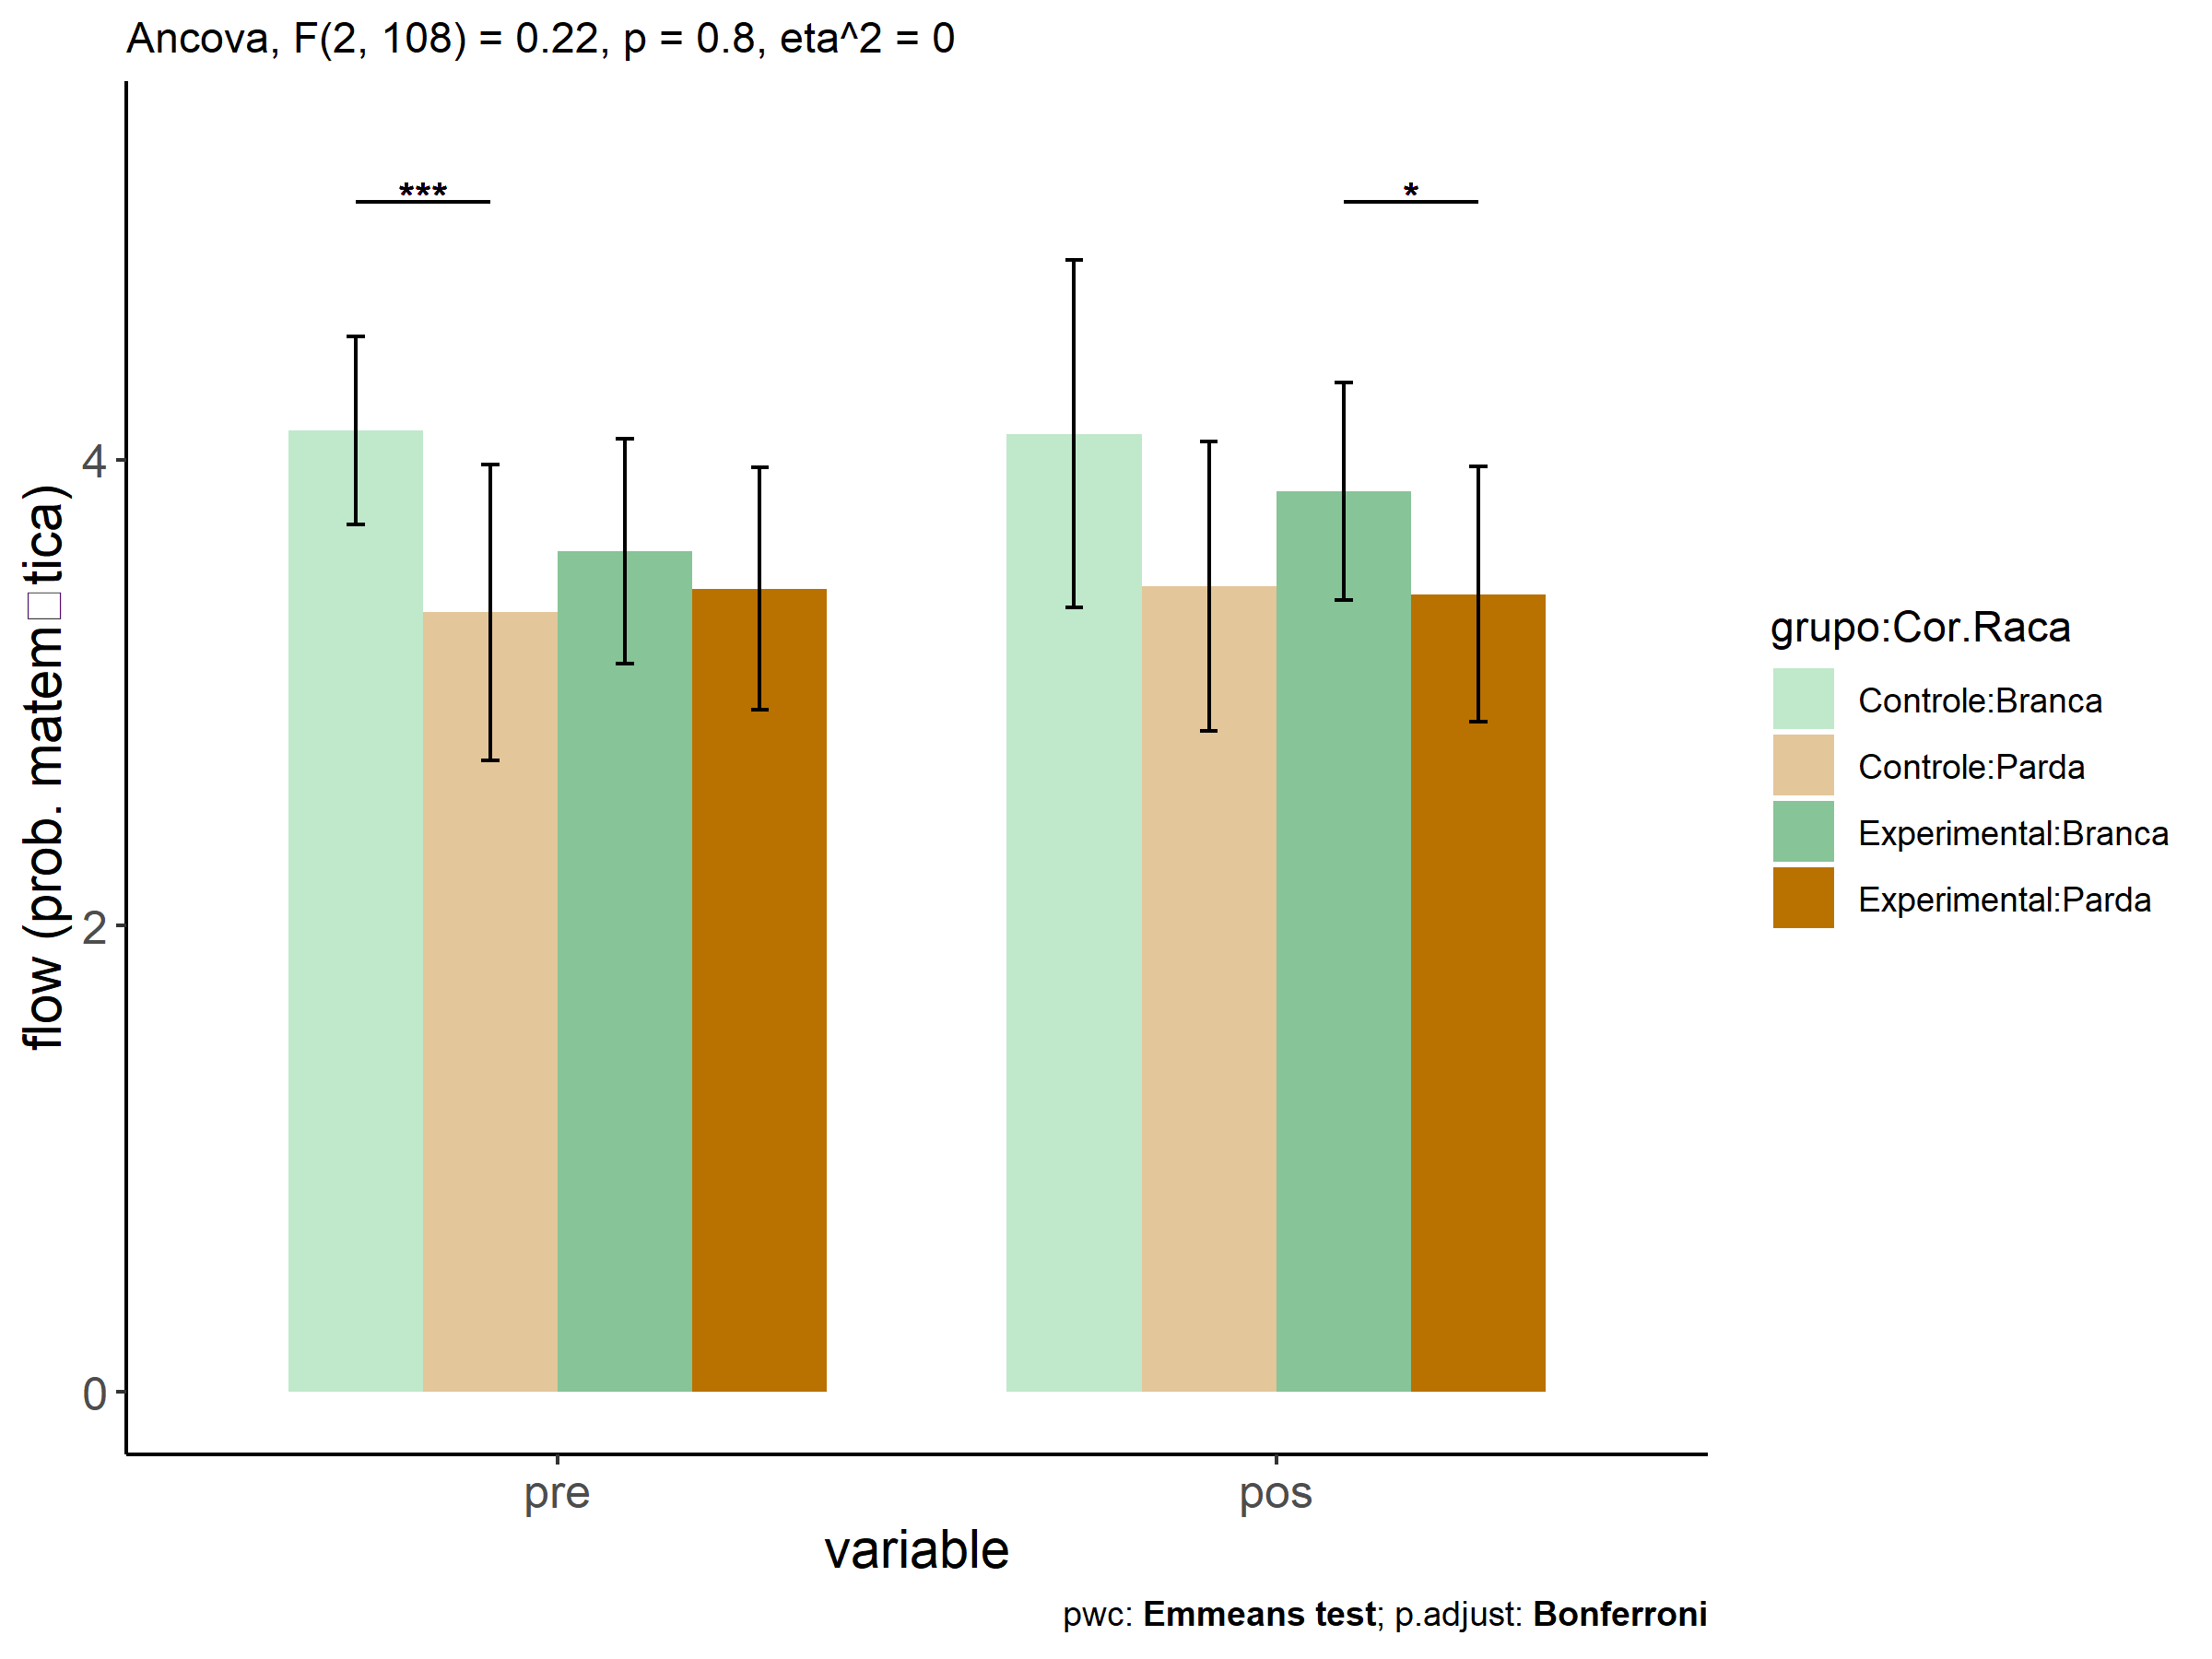 Ancova, F(2, 108) = 0.22, p = 0.8, eta^2 = 0
***
*
flow (prob. matem□tica)
4
2
0
pre
pos
variable
grupo:Cor.Raca
Controle:Branca
Controle:Parda
Experimental:Branca
Experimental:Parda
pwc: Emmeans test; p.adjust: Bonferroni